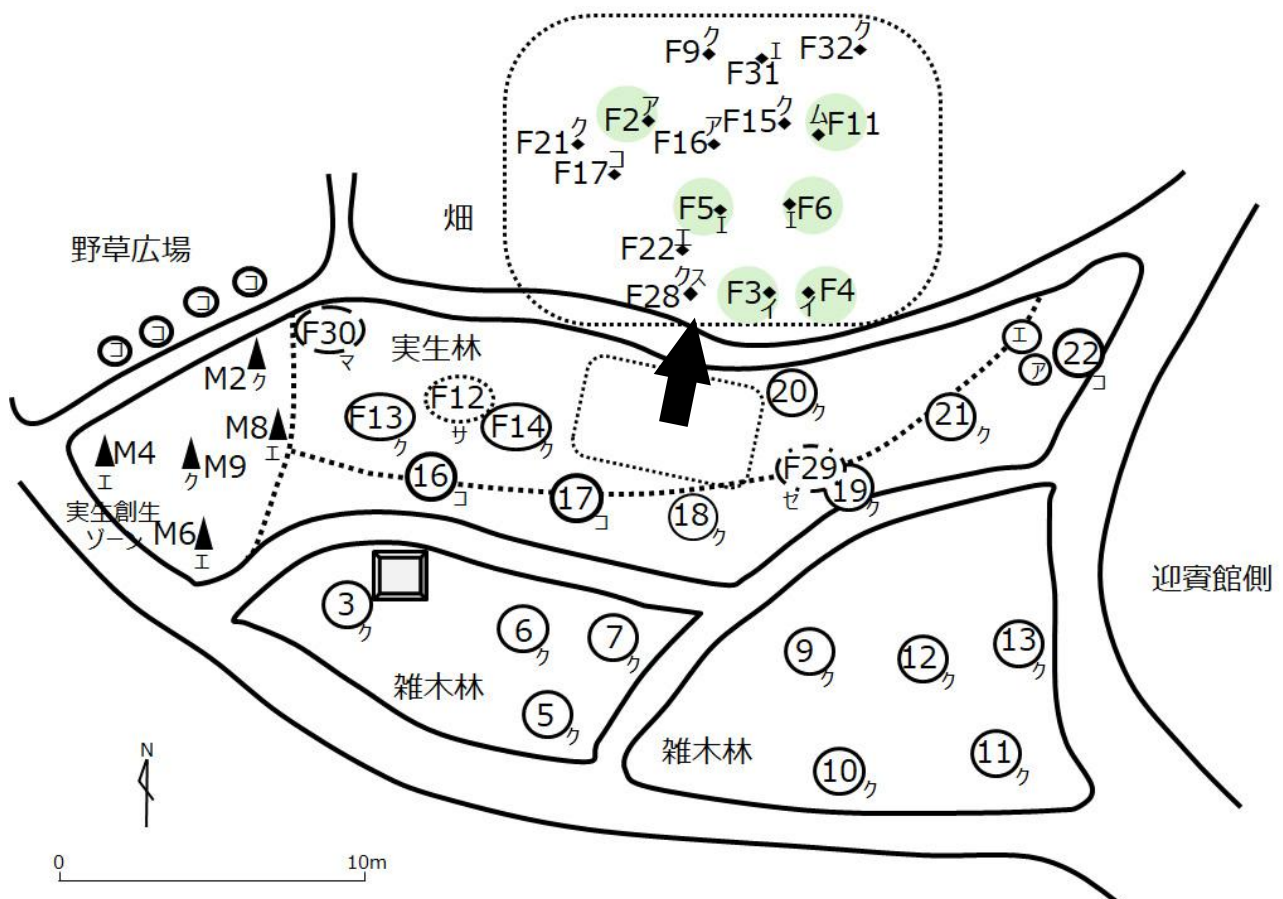 ク
F9
エ
F31
ク
F32
ア
F2
ク
F21
コ
F17
ア
F16
ク
F15
ム
F11
F5
エ
F6
エ
F22
エ
クス
F28
F3
イ
F4
イ
畑
野草広場
コ
コ
コ
コ
F30
マ
実生林
M2
ク
M8
エ
M4
エ
M9
ク
M6
エ
実生創生
ゾーン
F13
ク
F12
サ
F14
ク
16
コ
17
コ
18
ク
F29
ゼ
19
ク
20
ク
21
ク
エ
ア
22
コ
迎賓館側
3
ク
6
ク
7
ク
5
ク
雑木林
9
ク
12
ク
13
ク
10
ク
11
ク
雑木林
N
0
10m